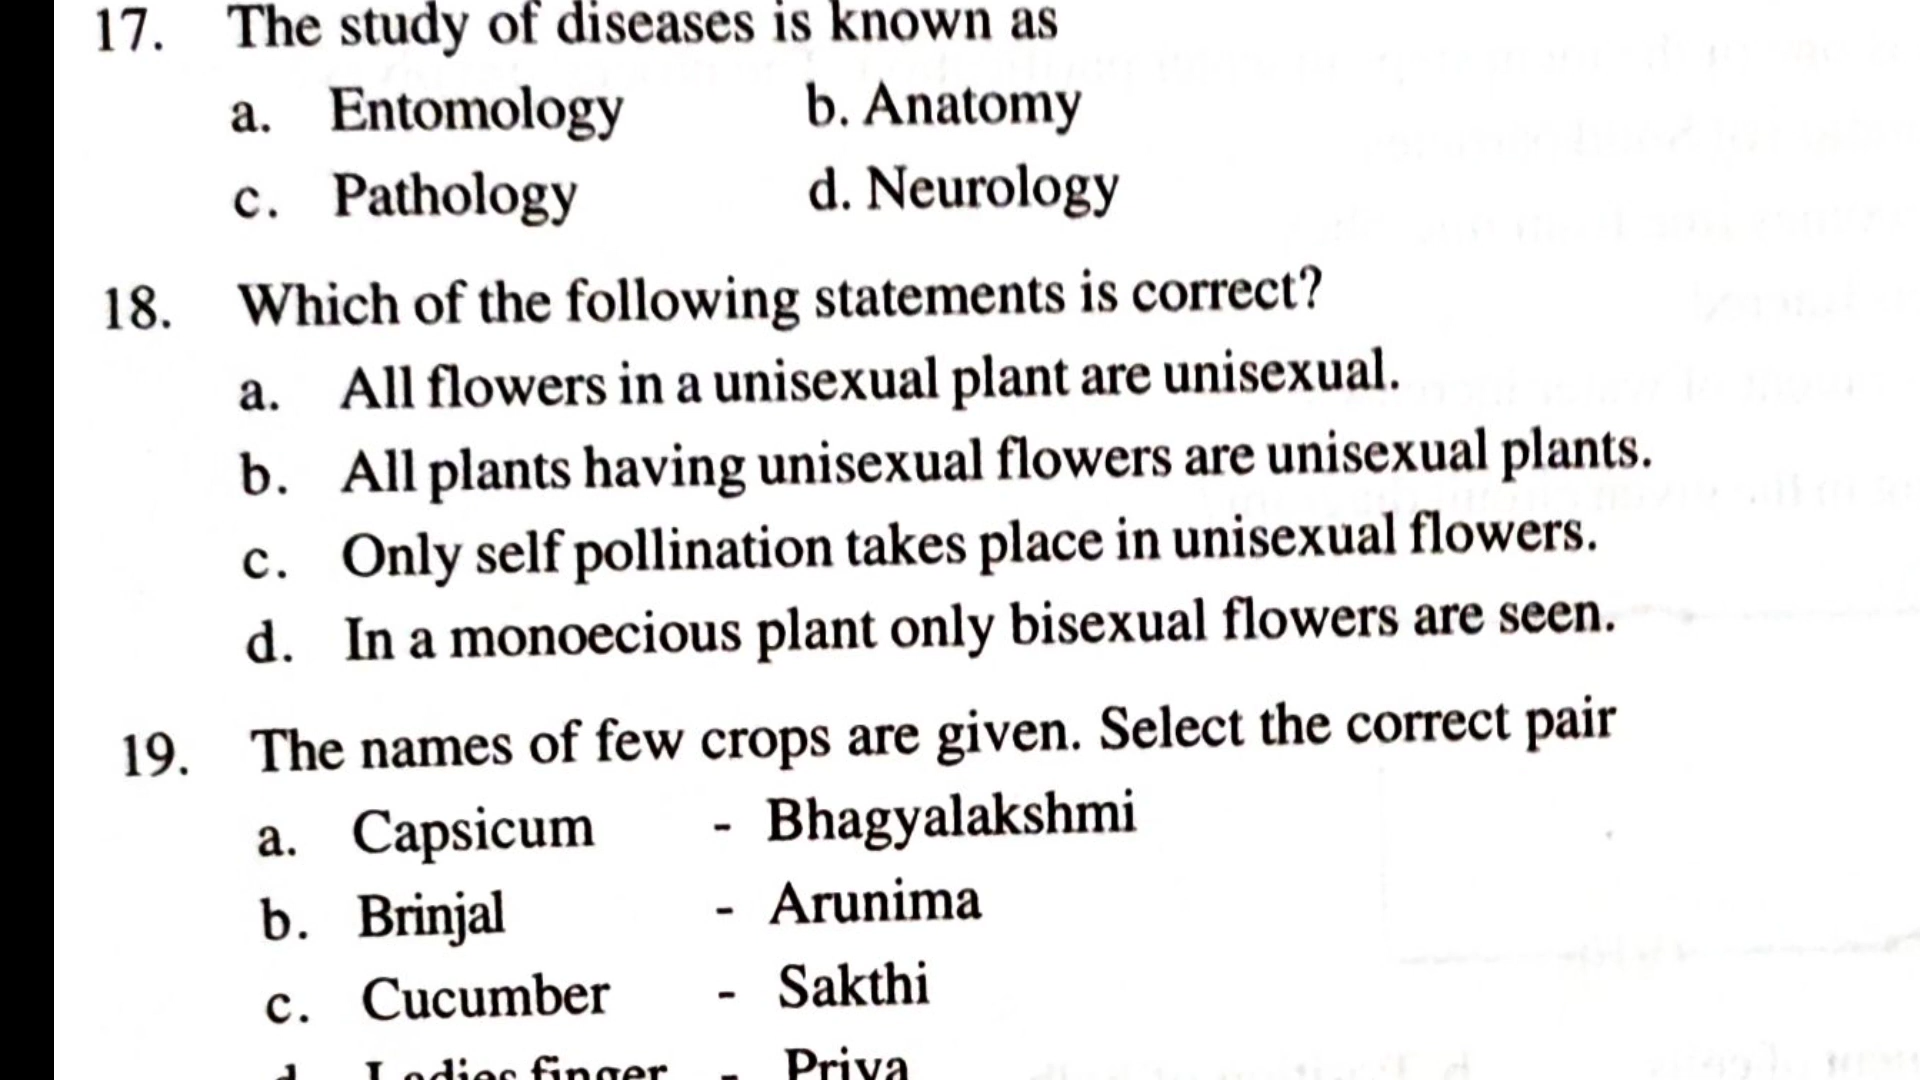 17. The study of diseases is known as
a. Entomology b. Anatomy
c. Pathology d. Neurology
18. Which of the following statements is correct?
a. All flowers in a unisexual plant are unisexual.
b. All plants having unisexual flowers are unisexual plants.
c. Only self pollination takes place in unisexual flowers.
d. In a monoecious plant only bisexual flowers are seen.
19. The names of few crops are given. Select the correct pair
a. Capsicum - Bhagyalakshmi
b. Brinjal - Arunima
c. Cucumber - Sakthi
d. Ladies finger - Priya